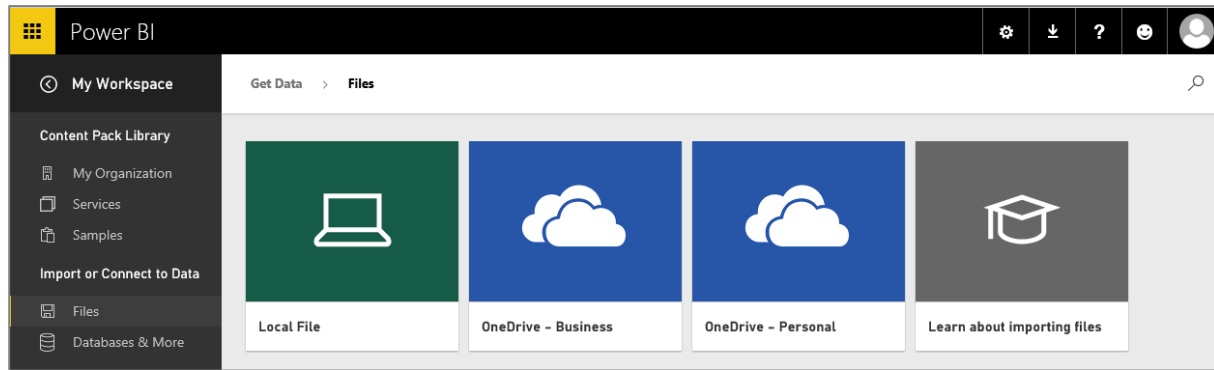 Power BI
?
My Workspace
Get Data > Files
Content Pack Library
My Organization
Services
Samples
Import or Connect to Data
Files
Databases & More
Local File
OneDrive – Business
OneDrive – Personal
Learn about importing files